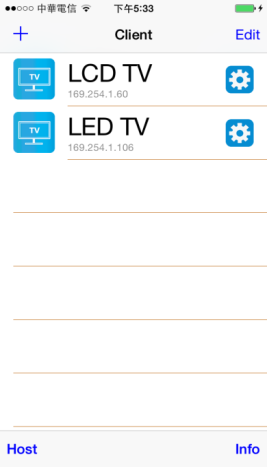 中華電信 下午5:33
+ Client Edit
TV LCD TV
169.254.1.60
TV LED TV
169.254.1.106
Host Info